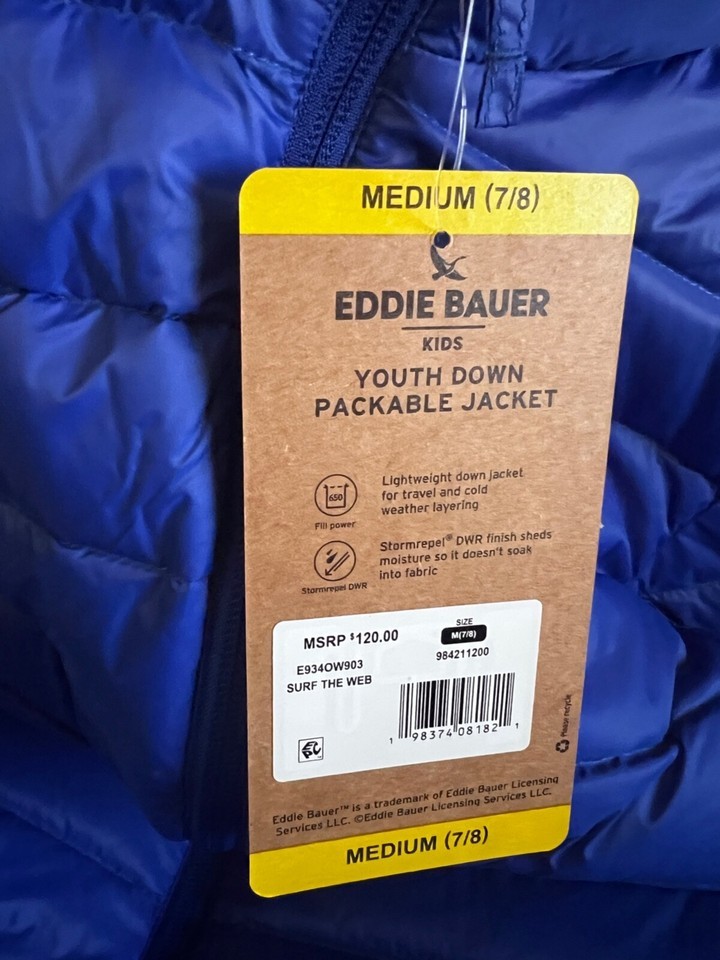 MEDIUM (7/8)
EDDIE BAUER
KIDS
YOUTH DOWN
PACKABLE JACKET
650
Fill power
Lightweight down jacket
for travel and cold
weather layering
Stormrepel DWR
Stormrepel® DWR finish sheds
moisture so it doesn't soak
into fabric
MSRP $120.00
SIZE
M(7/8)
E934OW903
984211200
SURF THE WEB
1 98374 08182 1
EPC
Please recycle
Eddie Bauer™ is a trademark of Eddie Bauer Licensing
Services LLC. ©Eddie Bauer Licensing Services LLC.
MEDIUM (7/8)